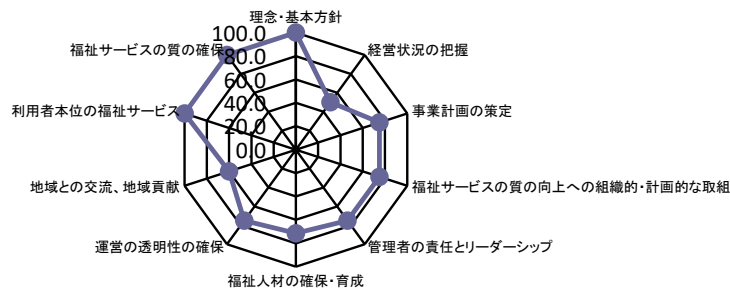 理念・基本方針
経営状況の把握
事業計画の策定
福祉サービスの質の向上への組織的・計画的な取組
管理者の責任とリーダーシップ
福祉人材の確保・育成
運営の透明性の確保
地域との交流、地域貢献
利用者本位の福祉サービス
福祉サービスの質の確保
100.0
80.0
60.0
40.0
20.0
0.0